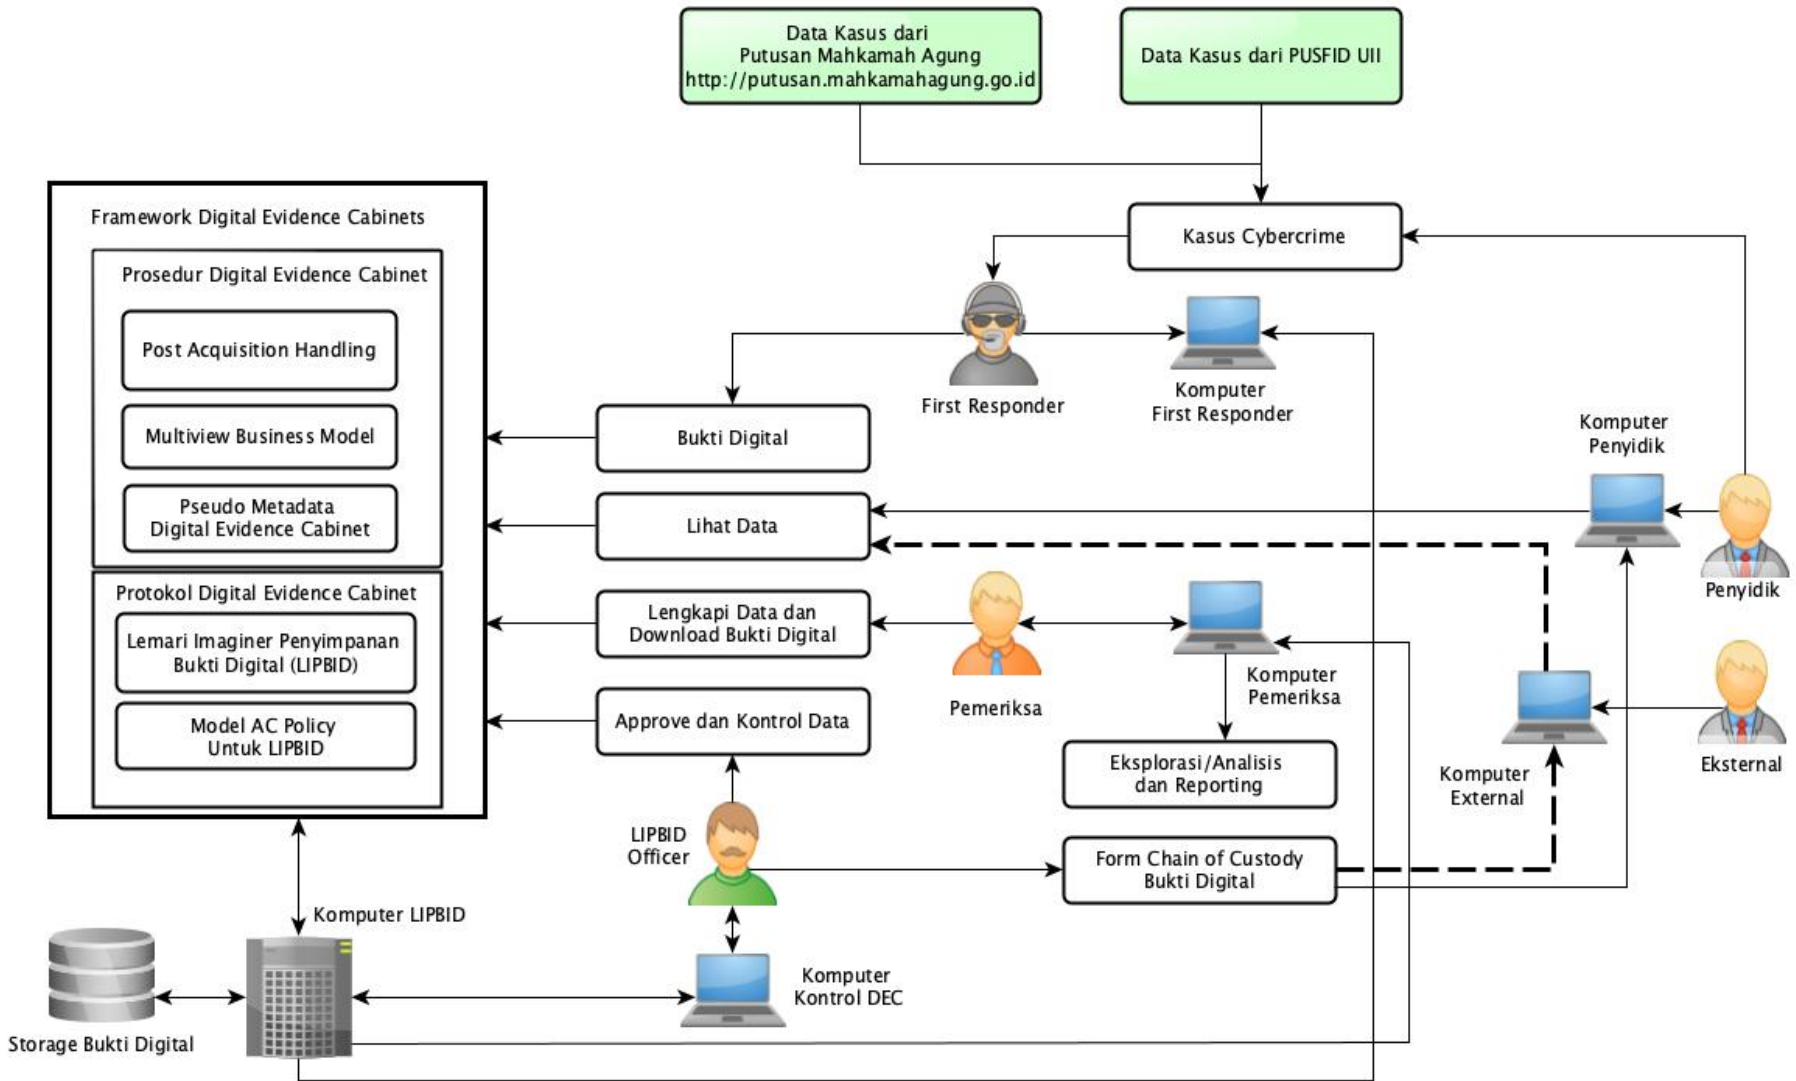 Data Kasus dari
Putusan Mahkamah Agung
http://putusan.mahkamahagung.go.id
Data Kasus dari PUSFID UII
Kasus Cybercrime
Framework Digital Evidence Cabinets
Prosedur Digital Evidence Cabinet
Post Acquisition Handling
Multiview Business Model
Pseudo Metadata
Digital Evidence Cabinet
Protokol Digital Evidence Cabinet
Lemari Imaginer Penyimpanan
Bukti Digital (LIPBID)
Model AC Policy
Untuk LIPBID
First Responder
Komputer
First Responder
Bukti Digital
Lihat Data
Lengkapi Data dan
Download Bukti Digital
Approve dan Kontrol Data
Komputer
Penyidik
Penyidik
Pemeriksa
Komputer
Pemeriksa
Eksplorasi/Analisis
dan Reporting
Komputer
External
Eksternal
LIPBID
Officer
Form Chain of Custody
Bukti Digital
Komputer LIPBID
Komputer
Kontrol DEC
Storage Bukti Digital